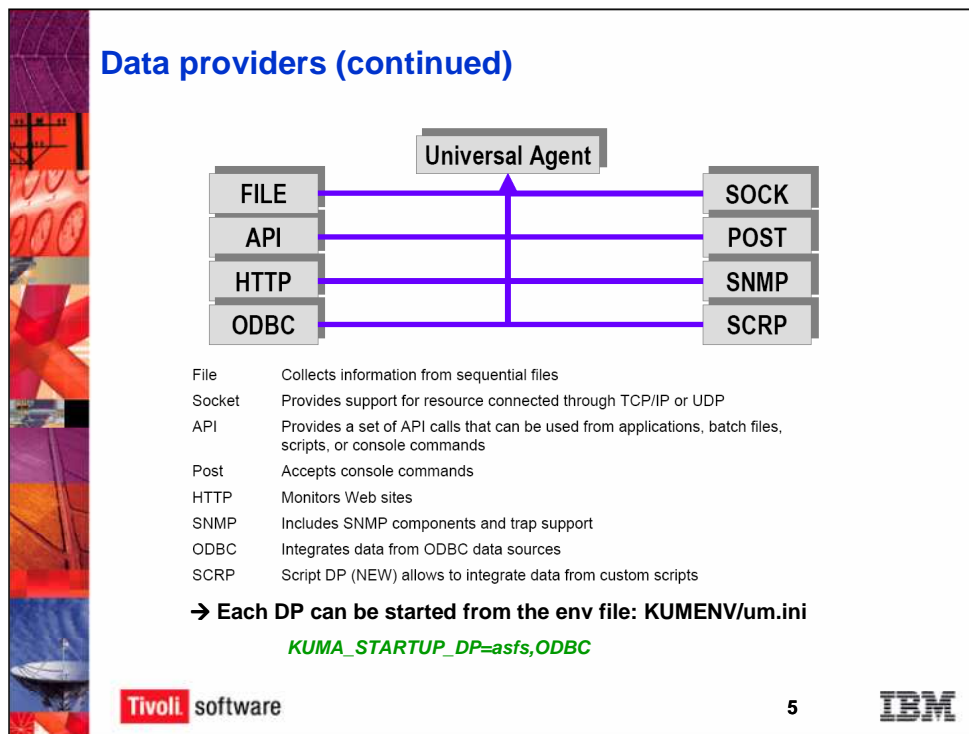 Data providers (continued)
Universal Agent
FILE
SOCK
API
POST
HTTP
SNMP
ODBC
SCRP
File Collects information from sequential files
Socket Provides support for resource connected through TCP/IP or UDP
API Provides a set of API calls that can be used from applications, batch files,
scripts, or console commands
Post Accepts console commands
HTTP Monitors Web sites
SNMP Includes SNMP components and trap support
ODBC Integrates data from ODBC data sources
SCRP Script DP (NEW) allows to integrate data from custom scripts
→ Each DP can be started from the env file: KUMENV/um.ini
KUMA_STARTUP_DP=asfs,ODBC
Tivoli. software
5
IBM